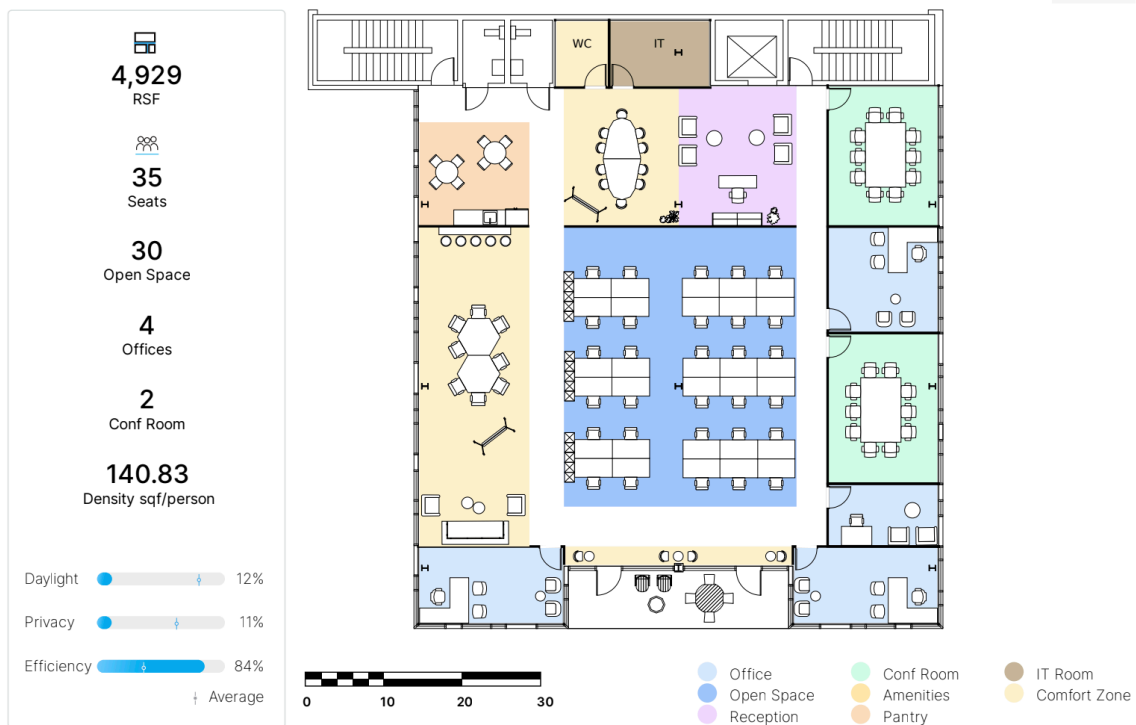 4,929
RSF
35
Seats
30
Open Space
4
Offices
2
Conf Room
140.83
Density sqf/person
Daylight 12%
Privacy 11%
Efficiency 84%
Average
WC
IT
0 10 20 30
Office
Open Space
Reception
Conf Room
Amenities
Pantry
IT Room
Comfort Zone